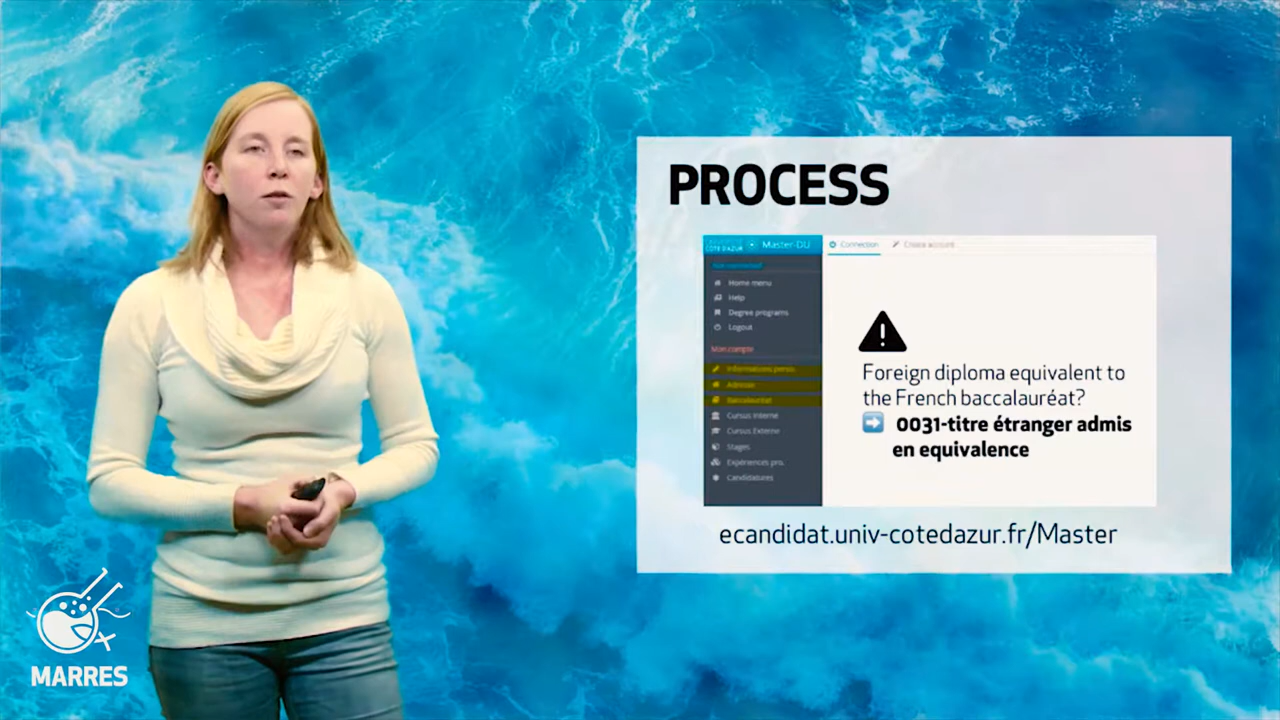 PROCESS
COTE D'AZUR Master-DU
Connection
Create account
Home menu
Help
Degree programs
Logout
Mon compte
Informations perso.
Adresse
Baccalauréat
Cursus Interne
Cursus Externe
Stages
Expériences pro.
Candidatures
Foreign diploma equivalent to
the French baccalauréat?
0031-titre étranger admis
en equivalence
ecandidat.univ-cotedazur.fr/Master
MARRES